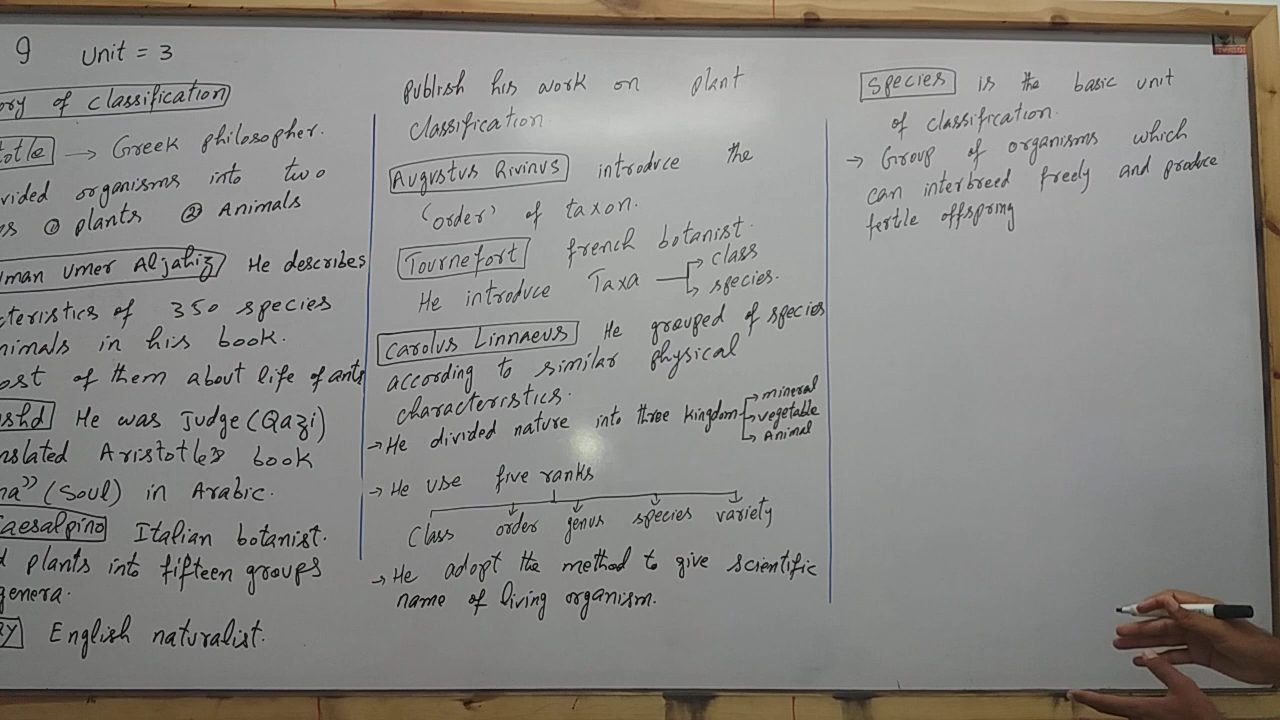 9 Unit = 3
ory of classification
totle → Greek philosopher.
vided organisms into two
ps ① plants ② Animals
man Umer Aljahiz He describes
cteristics of 350 species
nimals in his book.
ost of them about life of ants
shd He was Judge (Qazi)
nslated Aristotle's book
ma" (Soul) in Arabic.
aesalpino Italian botanist.
d plants into fifteen groups
genera.
ay English naturalist.
publish his work on plant
classification
Augustus Rivinus introduce the
'order' of taxon.
Tournefort french botanist.
He introduce Taxa → class
→ species.
Carolus Linnaeus He grouped of species
according to similar physical
characteristics.
→ He divided nature into three kingdom → mineral
→ vegetable
→ Animal
→ He use five ranks
Class order genus species variety
→ He adopt the method to give scientific
name of living organism.
Species is the basic unit
of classification.
→ Group of organisms which
can interbreed freely and produce
fertile offspring